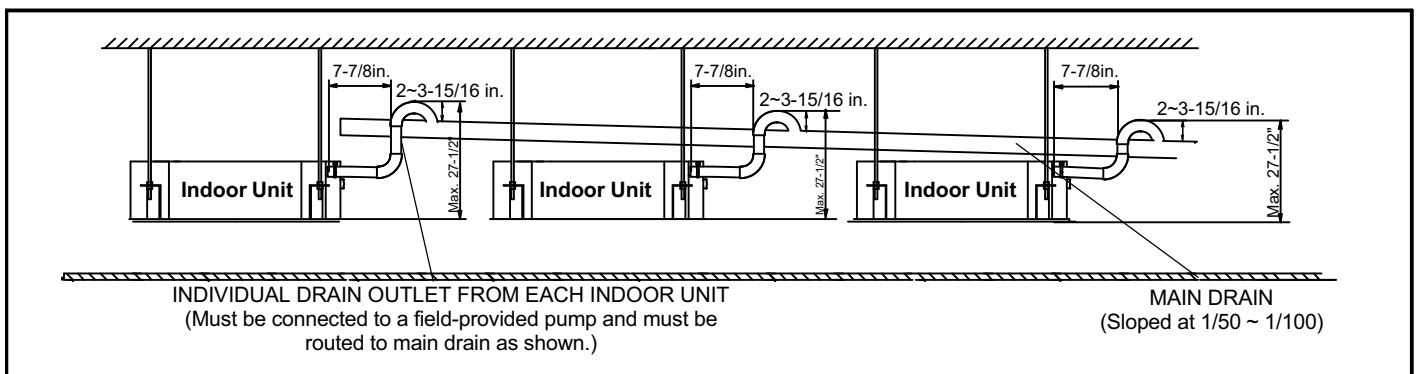 7-7/8in.
2~3-15/16 in.
Max. 27-1/2"
Indoor Unit
7-7/8in.
2~3-15/16 in.
Max. 27-1/2"
Indoor Unit
7-7/8in.
2~3-15/16 in.
Max. 27-1/2"
Indoor Unit
INDIVIDUAL DRAIN OUTLET FROM EACH INDOOR UNIT
(Must be connected to a field-provided pump and must be
routed to main drain as shown.)
MAIN DRAIN
(Sloped at 1/50 ~ 1/100)